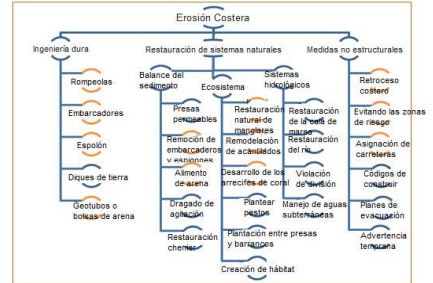 Erosión Costera
Ingeniería dura
Restauración de sistemas naturales
Medidas no estructurales
Rompeolas
Embarcadores
Espolón
Diques de tierra
Geotubos o
bolsas de arena
Balance del
sedimento
Presas
permeables
Remoción de
embarcaderos
y espigones
Alimento
de arena
Dragado de
agitación
Restauración
chenier
Ecosistema
Restauración
natural de
manglares
Remodelación
de acantilados
Desarrollo de los
arrecifes de coral
Plantear
pastos
Plantación entre presas
y barrancos
Creación de hábitat
Sistemas
hidrológicos
Restauración
de la
marea
Restauración
del río
Violación
división
Manejo de aguas
subterráneas
Retroceso
costero
Evitando las zonas
de riesgo
Asignación de
carreteras
Códigos de
construir
Planes de
evacuación
Advertencia
temprana